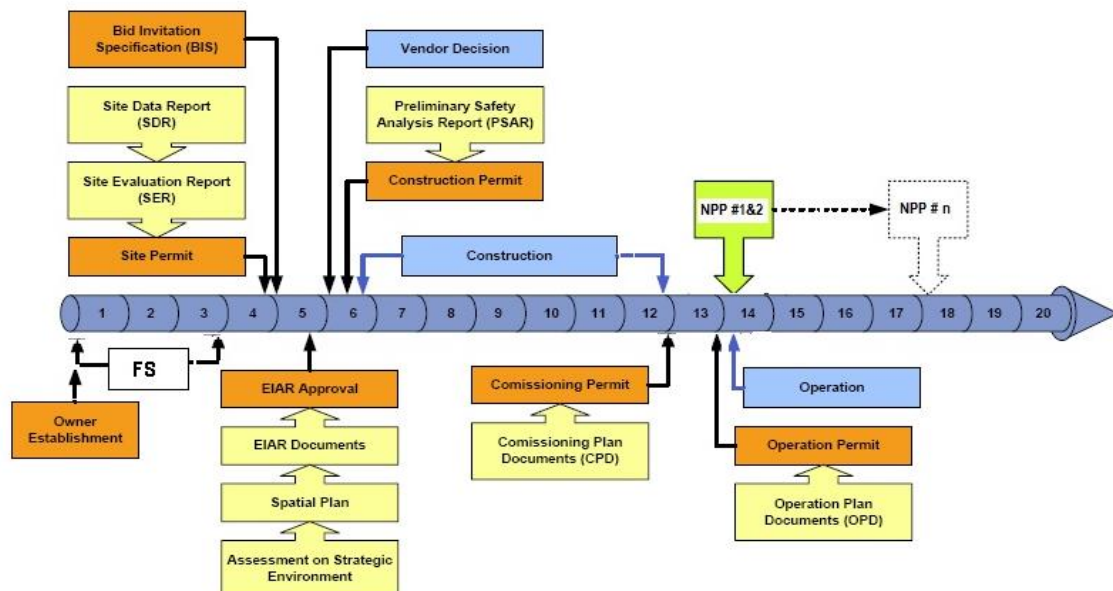 Bid Invitation
Specification (BIS)
Vendor Decision
Site Data Report
(SDR)
Preliminary Safety
Analysis Report (PSAR)
Site Evaluation Report
(SER)
Construction Permit
NPP #1&2
NPP # n
Site Permit
Construction
1 2 3 4 5 6 7 8 9 10 11 12 13 14 15 16 17 18 19 20
FS
Owner
Establishment
EIAR Approval
EIAR Documents
Spatial Plan
Assessment on Strategic
Environment
Comissioning Permit
Comissioning Plan
Documents (CPD)
Operation
Operation Permit
Operation Plan
Documents (OPD)